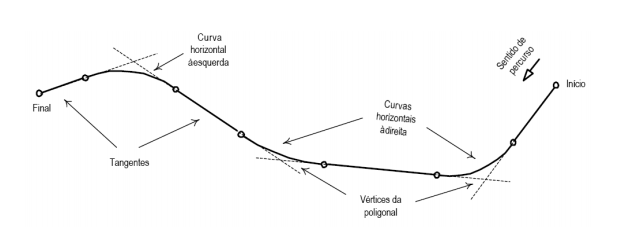 Curva
horizontal
àesquerda
Sentido de
percurso
Início
Final
Curvas
horizontais
àdireita
Tangentes
Vértices da
poligonal